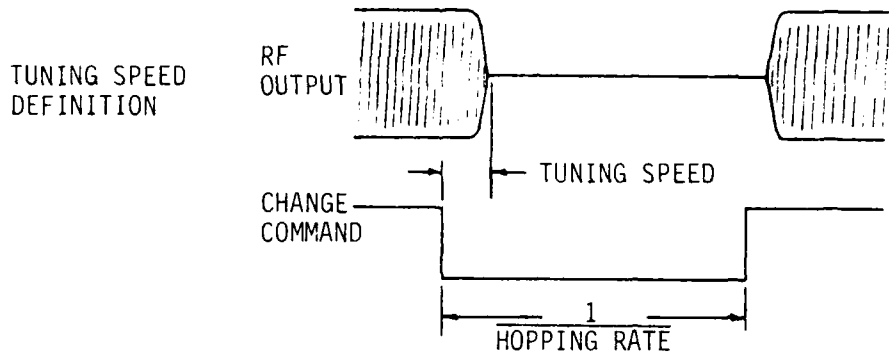 TUNING SPEED
DEFINITION
RF
OUTPUT
TUNING SPEED
CHANGE
COMMAND
1
HOPPING RATE